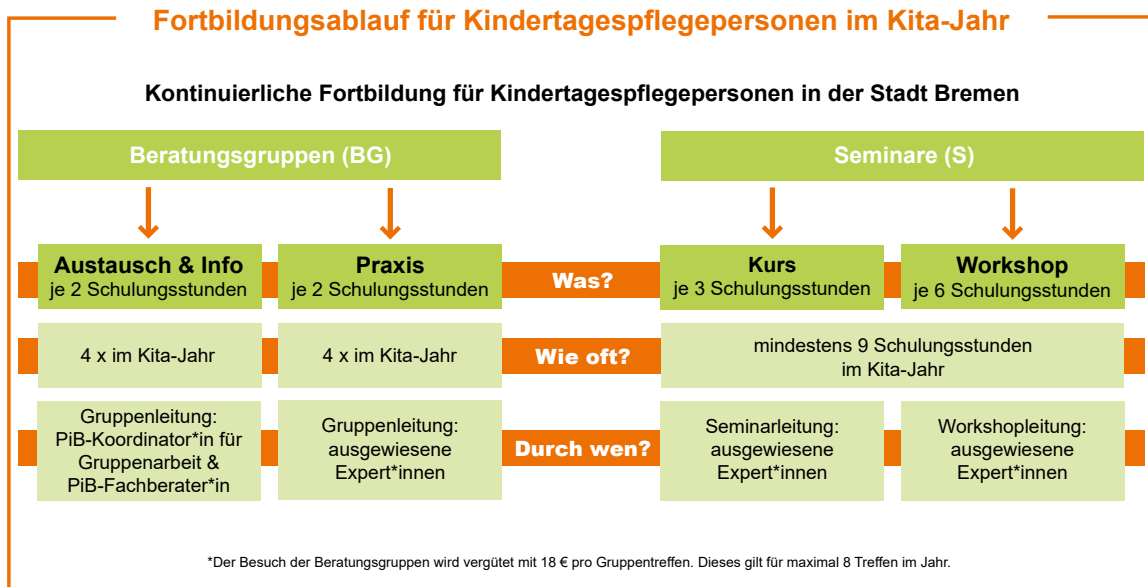 Fortbildungsablauf für Kindertagespflegepersonen im Kita-Jahr
Kontinuierliche Fortbildung für Kindertagespflegepersonen in der Stadt Bremen
Beratungsgruppen (BG)
Seminare (S)
Austausch & Info
je 2 Schulungsstunden
Praxis
je 2 Schulungsstunden
Was?
Kurs
je 3 Schulungsstunden
Workshop
je 6 Schulungsstunden
4 x im Kita-Jahr
4 x im Kita-Jahr
Wie oft?
mindestens 9 Schulungsstunden
im Kita-Jahr
Gruppenleitung:
PiB-Koordinator*in für
Gruppenarbeit &
PiB-Fachberater*in
Gruppenleitung:
ausgewiesene
Expert*innen
Durch wen?
Seminarleitung:
ausgewiesene
Expert*innen
Workshopleitung:
ausgewiesene
Expert*innen
*Der Besuch der Beratungsgruppen wird vergütet mit 18 € pro Gruppentreffen. Dieses gilt für maximal 8 Treffen im Jahr.